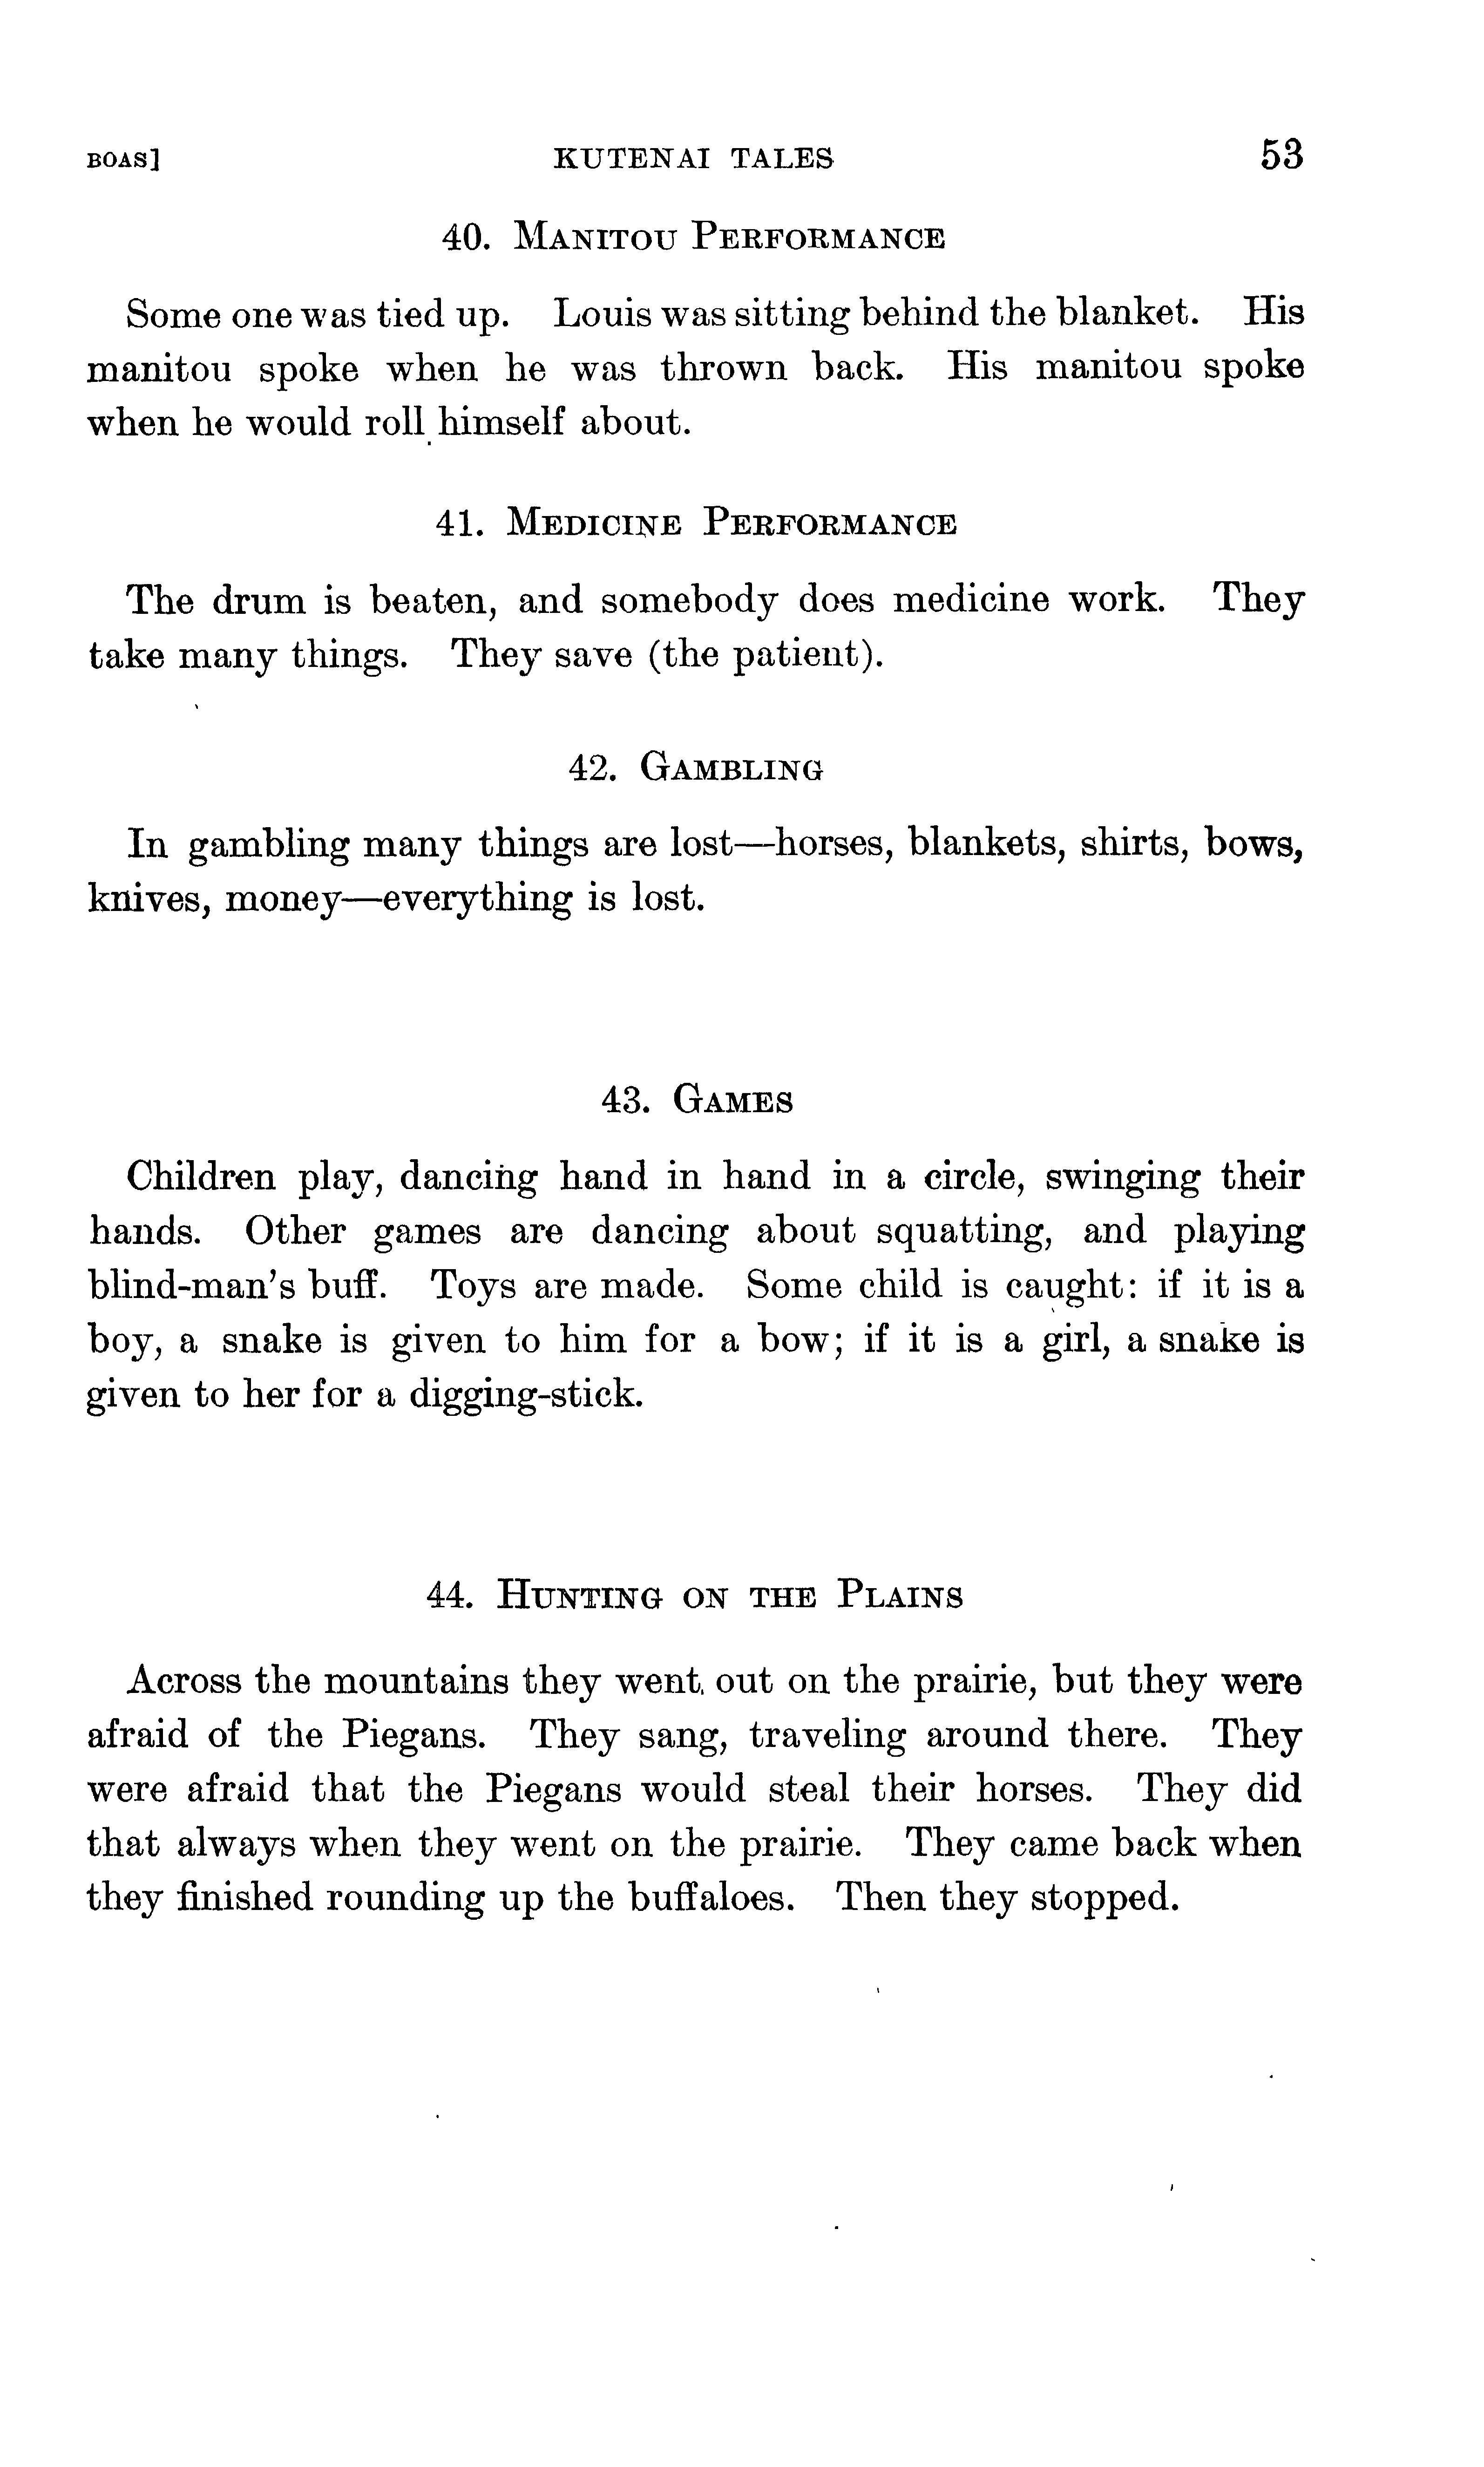 BOAS] KUTENAI TALES 53
40. MANITOU PERFORMANCE
Some one was tied up. Louis was sitting behind the blanket. His
manitou spoke when he was thrown back. His manitou spoke
when he would roll himself about.
41. MEDICINE PERFORMANCE
The drum is beaten, and somebody does medicine work. They
take many things. They save (the patient).
42. GAMBLING
In gambling many things are lost—horses, blankets, shirts, bows,
knives, money—everything is lost.
43. GAMES
Children play, dancing hand in hand in a circle, swinging their
hands. Other games are dancing about squatting, and playing
blind-man's buff. Toys are made. Some child is caught: if it is a
boy, a snake is given to him for a bow; if it is a girl, a snake is
given to her for a digging-stick.
44. HUNTING ON THE PLAINS
Across the mountains they went out on the prairie, but they were
afraid of the Piegans. They sang, traveling around there. They
were afraid that the Piegans would steal their horses. They did
that always when they went on the prairie. They came back when
they finished rounding up the buffaloes. Then they stopped.